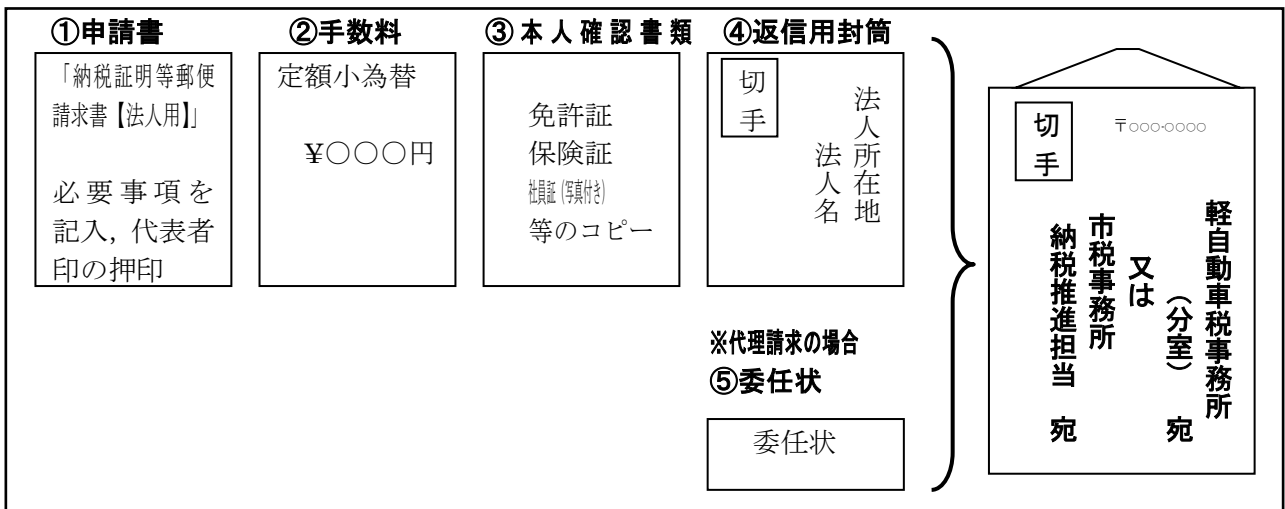 ①申請書
「納税証明等郵便
請求書【法人用】」
必要事項を
記入，代表者
印の押印
②手数料
定額小為替
¥○○○円
③本人確認書類
免許証
保険証
社員証（写真付き）
等のコピー
④返信用封筒
切手
法人所在地
法人名
※代理請求の場合
⑤委任状
委任状
切手
〒○○○-○○○○
軽自動車税事務所
（分室） 宛
又は
市税事務所
納税推進担当 宛